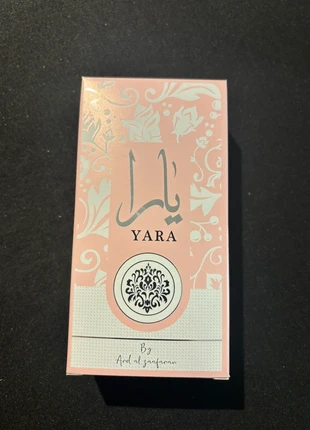 يارا
YARA
By
Ard al zaafaran